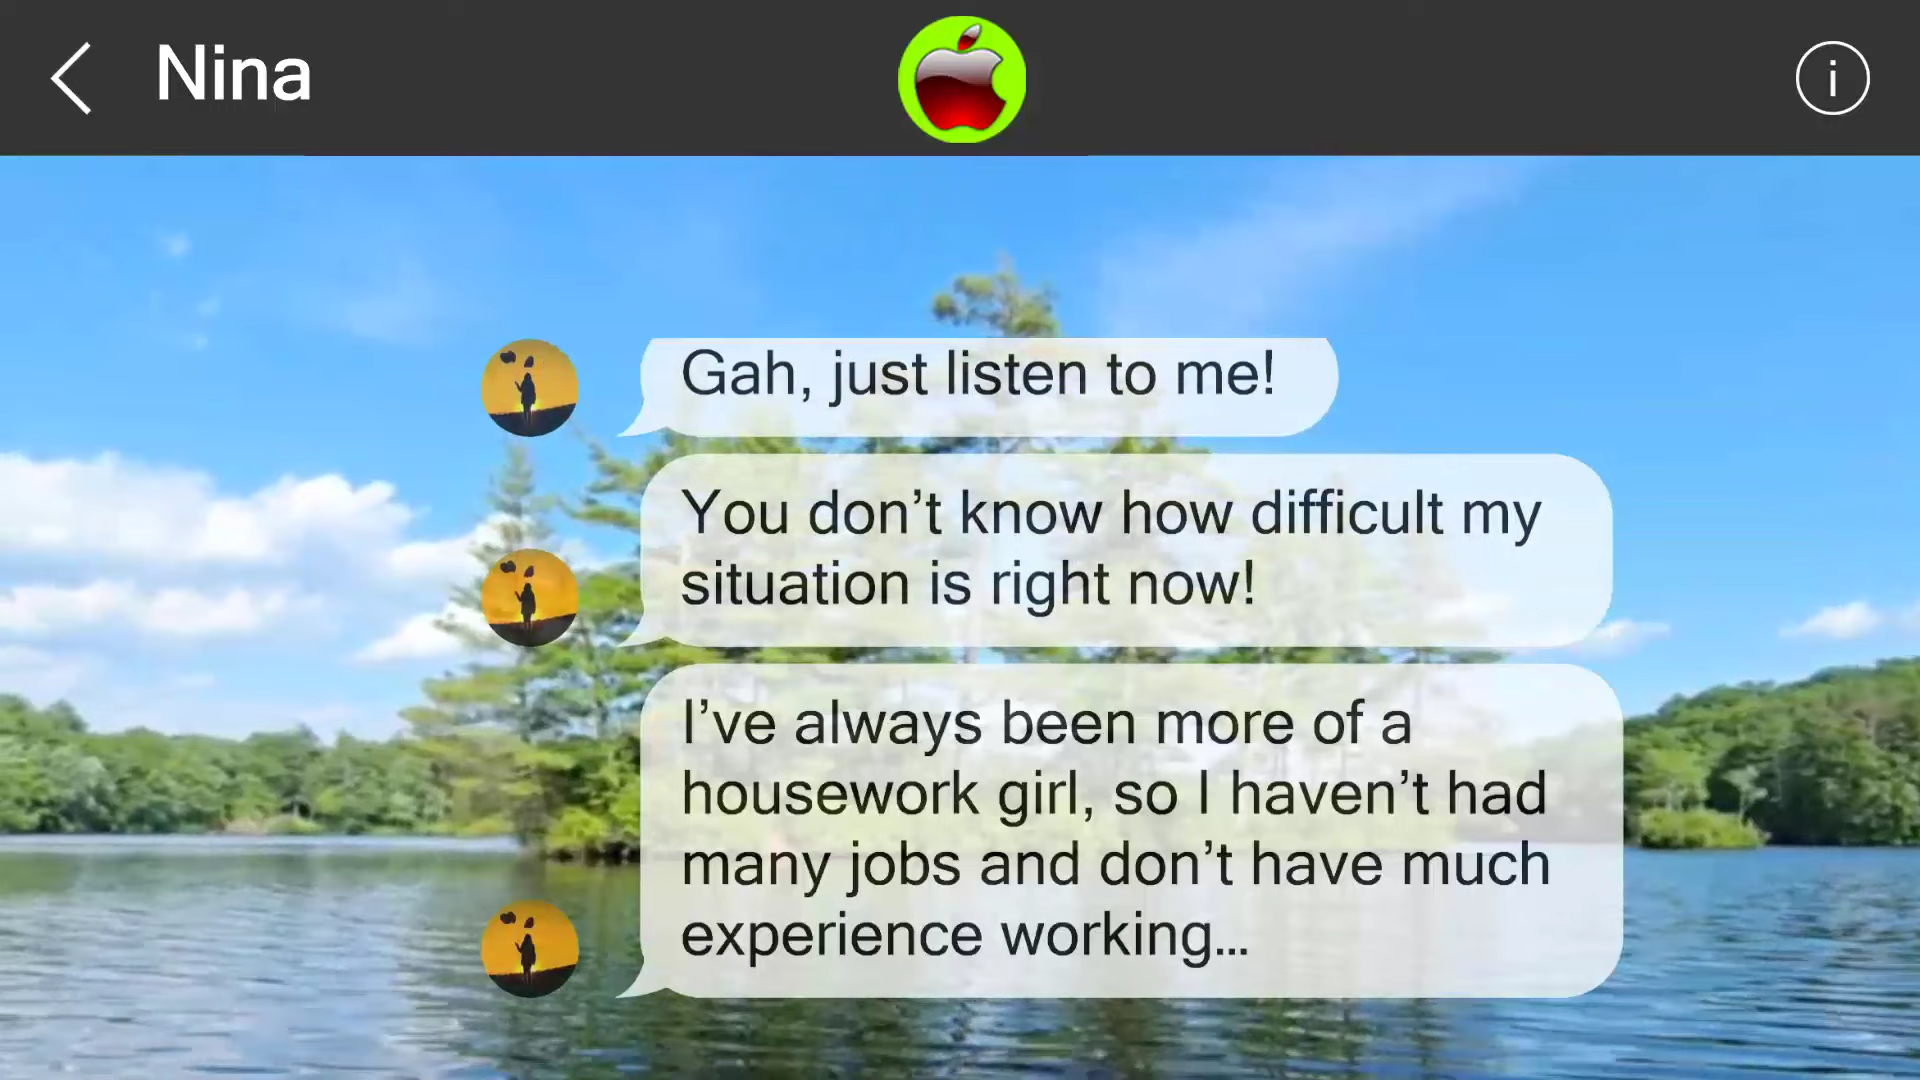 Nina
i
Gah, just listen to me!
You don’t know how difficult my
situation is right now!
I’ve always been more of a
housework girl, so I haven’t had
many jobs and don’t have much
experience working...